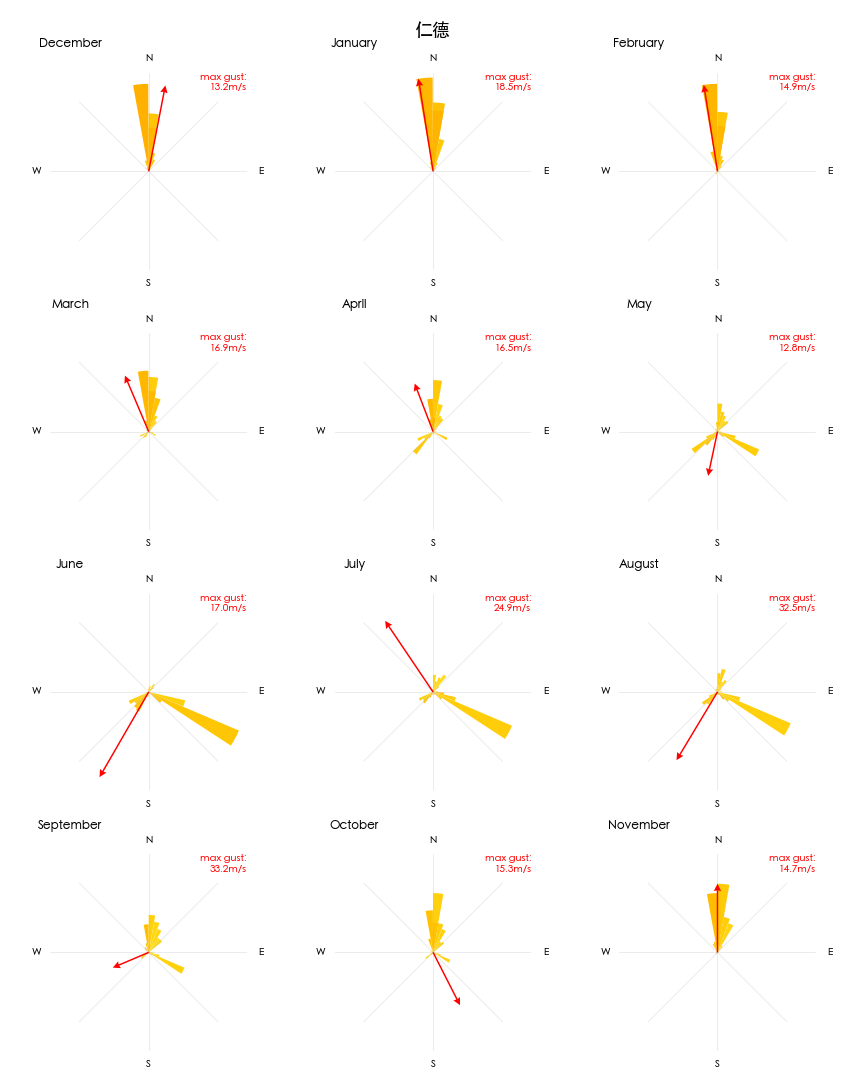 仁德
December
January
February
N
N
N
max gust:
13.2m/s
max gust:
18.5m/s
max gust:
14.9m/s
W
E
W
E
W
E
S
S
S
March
April
May
N
N
N
max gust:
16.9m/s
max gust:
16.5m/s
max gust:
12.8m/s
W
E
W
E
W
E
S
S
S
June
July
August
N
N
N
max gust:
17.0m/s
max gust:
24.9m/s
max gust:
32.5m/s
W
E
W
E
W
E
S
S
S
September
October
November
N
N
N
max gust:
33.2m/s
max gust:
15.3m/s
max gust:
14.7m/s
W
E
W
E
W
E
S
S
S